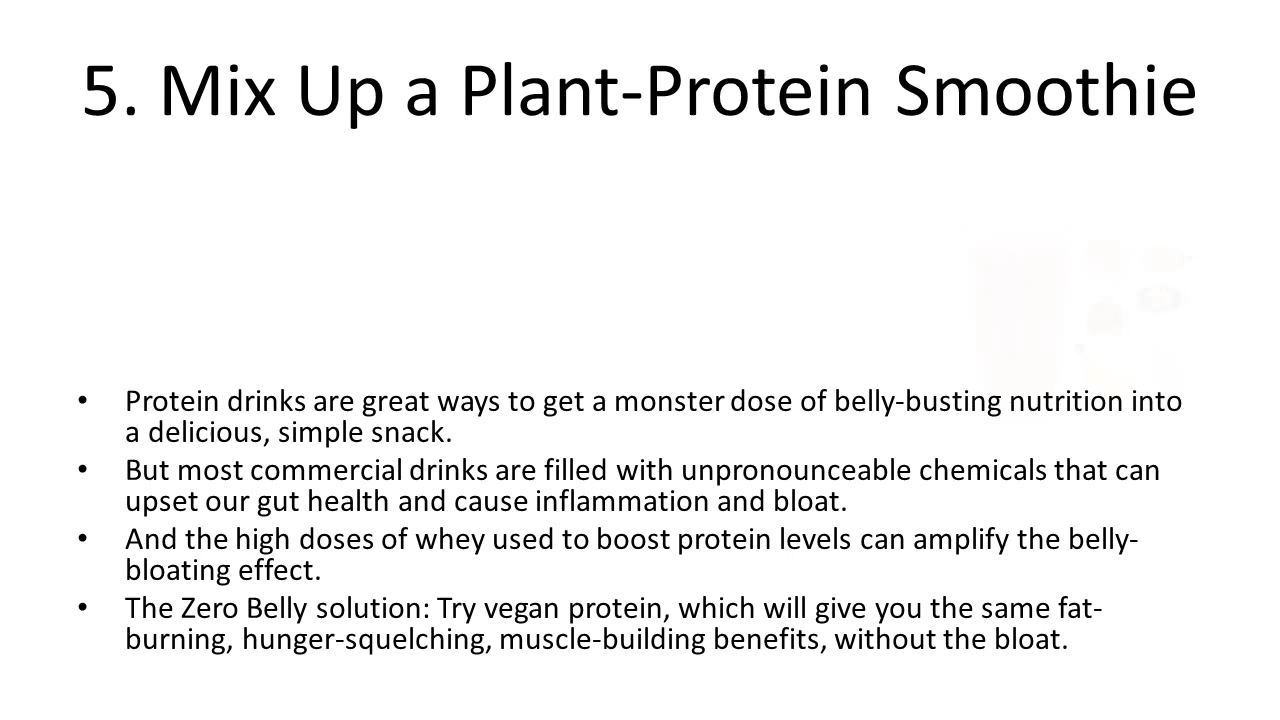 5. Mix Up a Plant-Protein Smoothie
• Protein drinks are great ways to get a monster dose of belly-busting nutrition into
a delicious, simple snack.
• But most commercial drinks are filled with unpronounceable chemicals that can
upset our gut health and cause inflammation and bloat.
• And the high doses of whey used to boost protein levels can amplify the belly-
bloating effect.
• The Zero Belly solution: Try vegan protein, which will give you the same fat-
burning, hunger-squelching, muscle-building benefits, without the bloat.